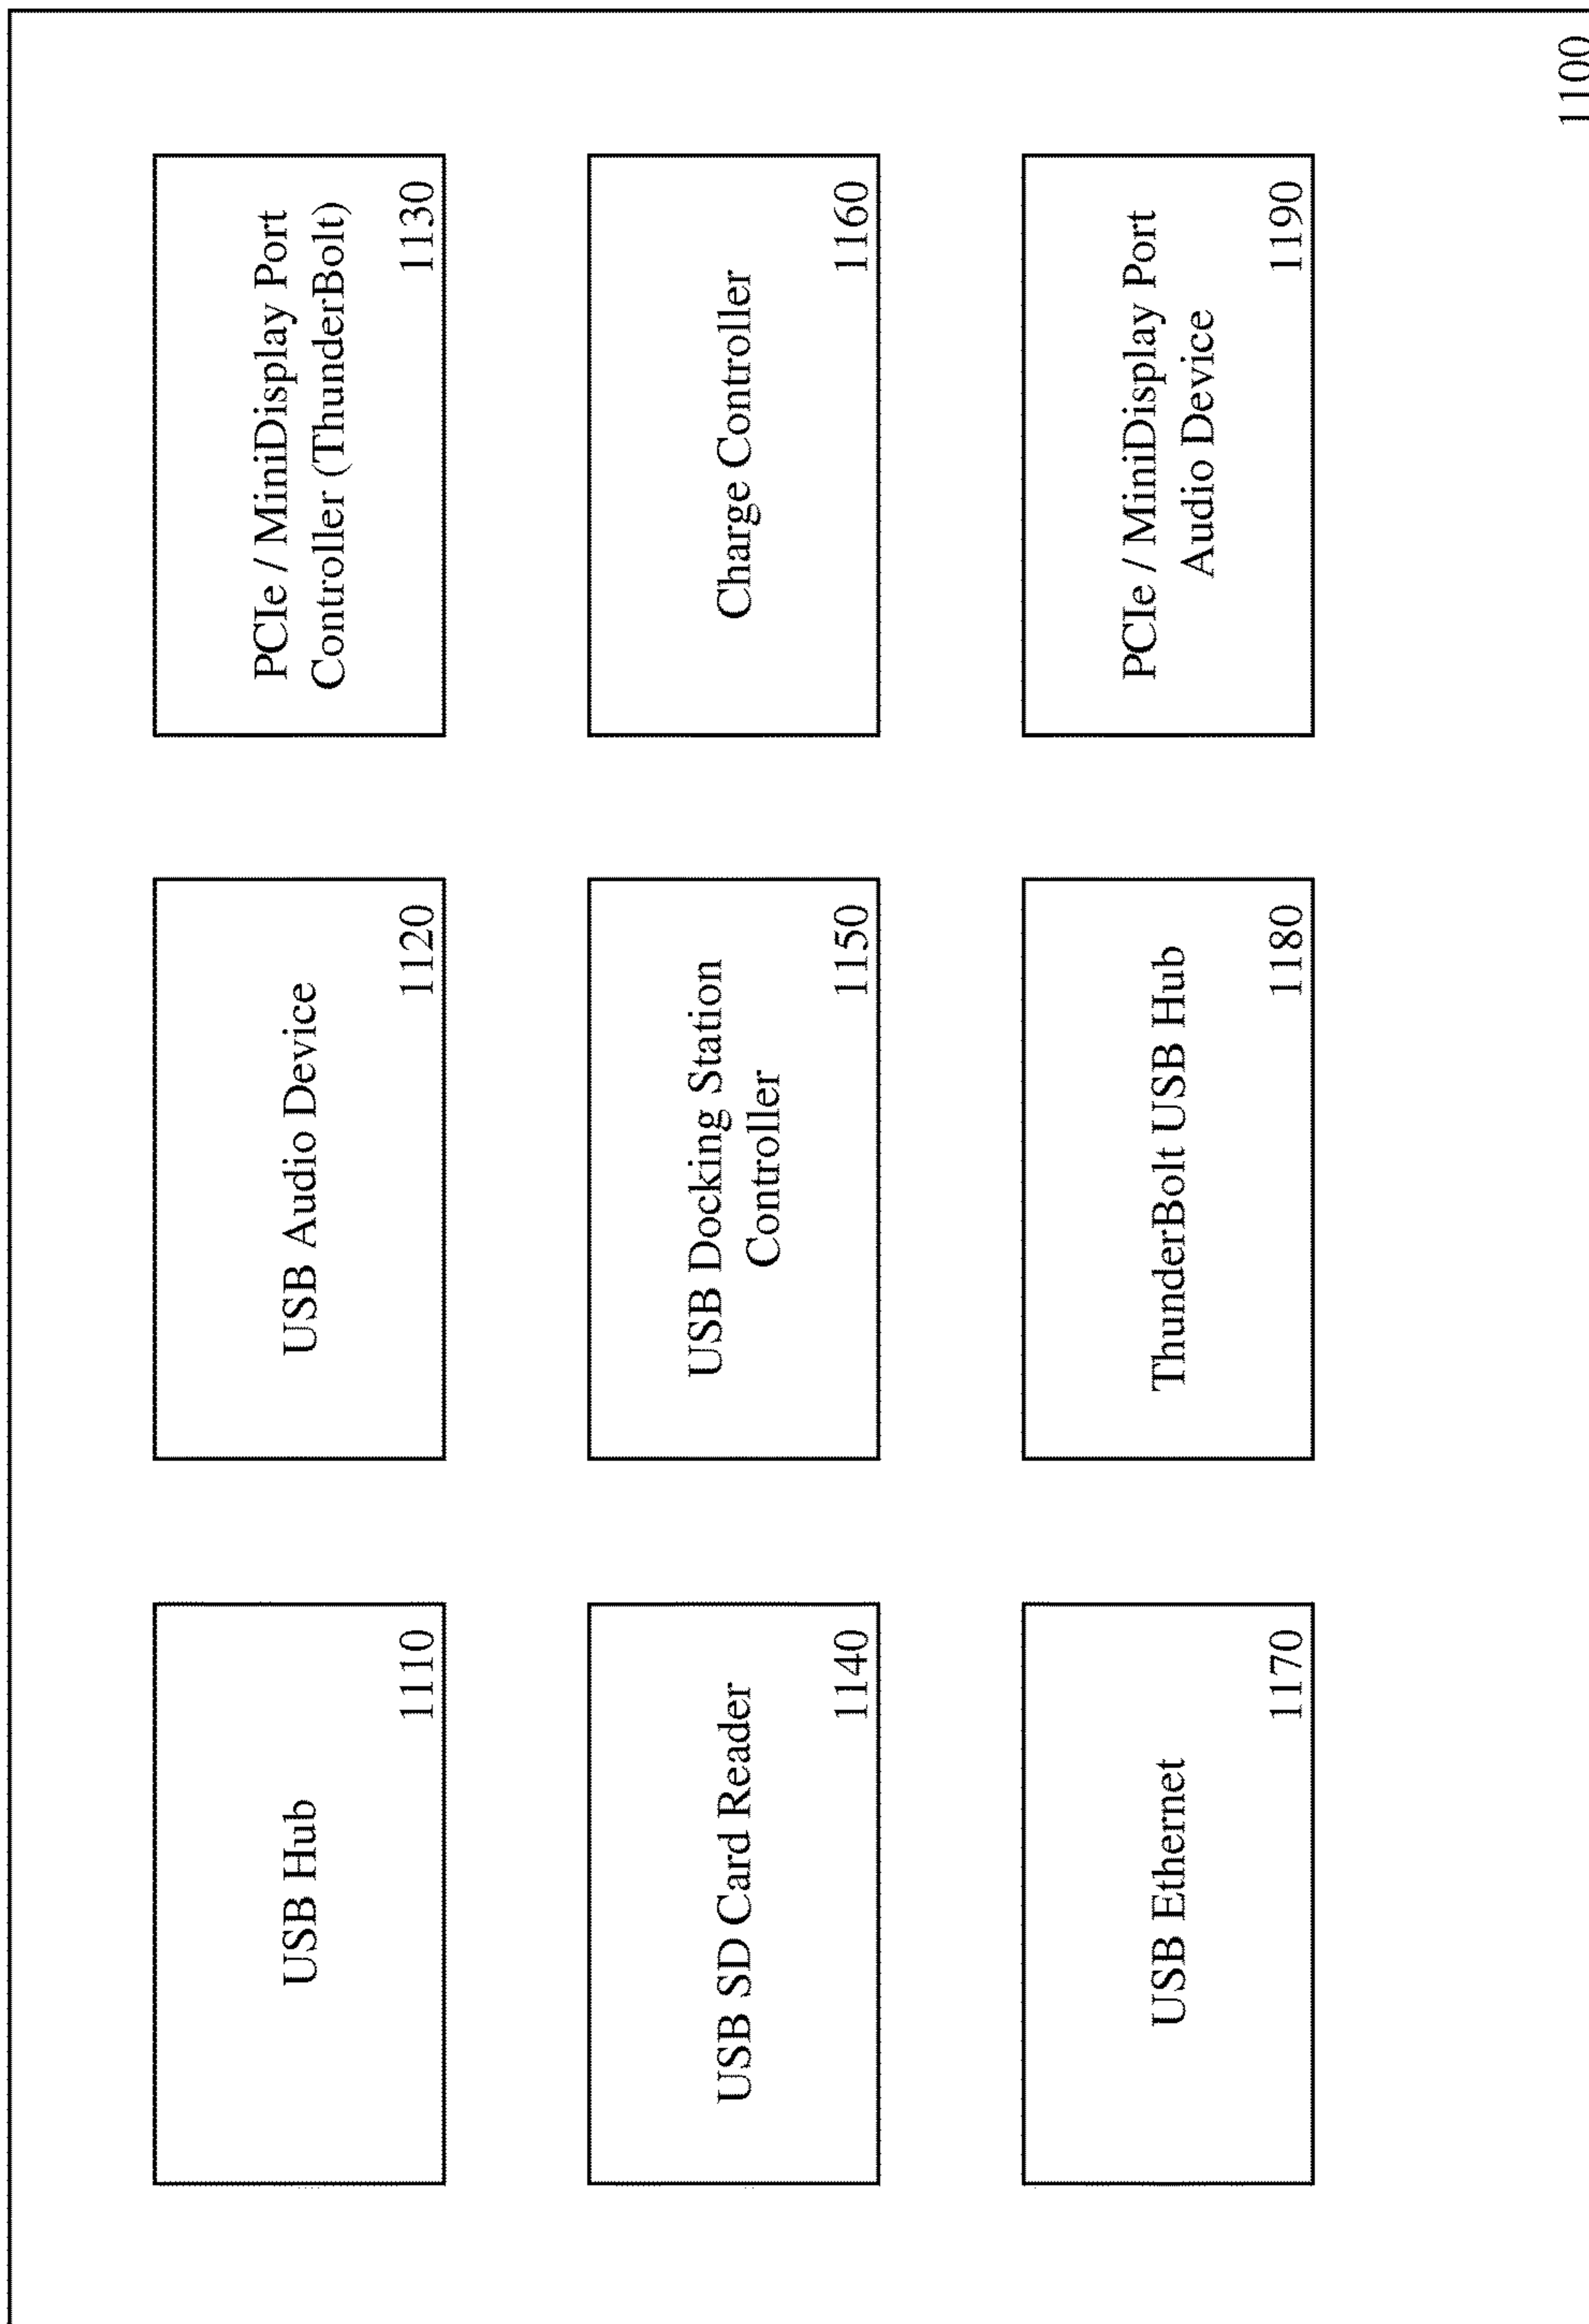 USB Hub
1110
USB Audio Device
1120
PCIe / MiniDisplay Port
Controller (ThunderBolt)
1130
USB SD Card Reader
1140
USB Docking Station
Controller
1150
Charge Controller
1160
USB Ethernet
1170
ThunderBolt USB Hub
1180
PCIe / MiniDisplay Port
Audio Device
1190
1100